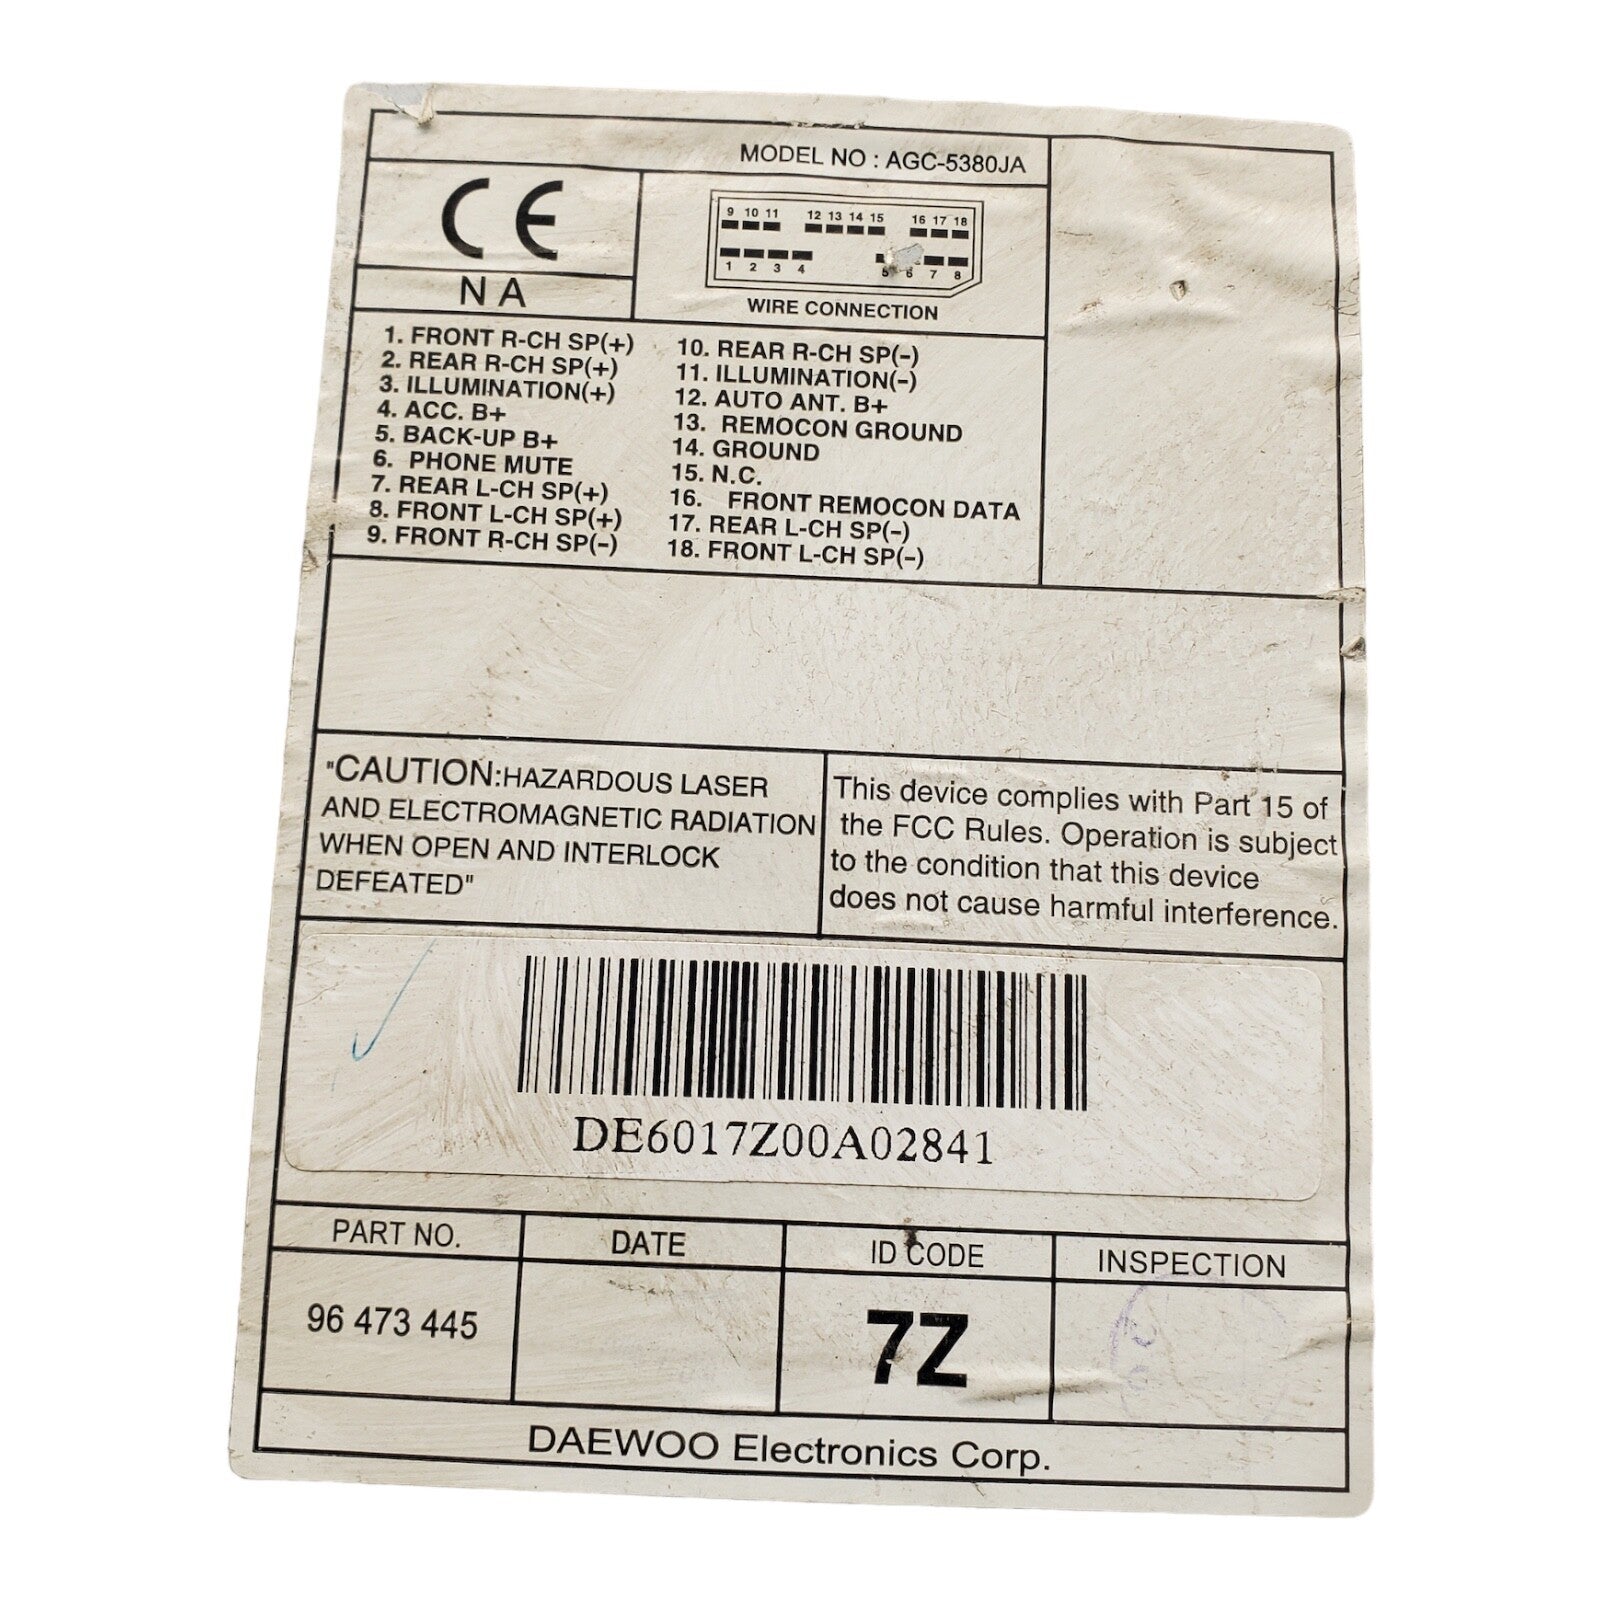 MODEL NO : AGC-5380JA
CE
NA
9 10 11 12 13 14 15 16 17 18
1 2 3 4 5 6 7 8
WIRE CONNECTION
1. FRONT R-CH SP(+)
2. REAR R-CH SP(+)
3. ILLUMINATION(+)
4. ACC. B+
5. BACK-UP B+
6. PHONE MUTE
7. REAR L-CH SP(+)
8. FRONT L-CH SP(+)
9. FRONT R-CH SP(-)
10. REAR R-CH SP(-)
11. ILLUMINATION(-)
12. AUTO ANT. B+
13. REMOCON GROUND
14. GROUND
15. N.C.
16. FRONT REMOCON DATA
17. REAR L-CH SP(-)
18. FRONT L-CH SP(-)
"CAUTION:HAZARDOUS LASER
AND ELECTROMAGNETIC RADIATION
WHEN OPEN AND INTERLOCK
DEFEATED"
This device complies with Part 15 of
the FCC Rules. Operation is subject
to the condition that this device
does not cause harmful interference.
DE6017Z00A02841
PART NO. DATE ID CODE INSPECTION
96 473 445 7Z
DAEWOO Electronics Corp.